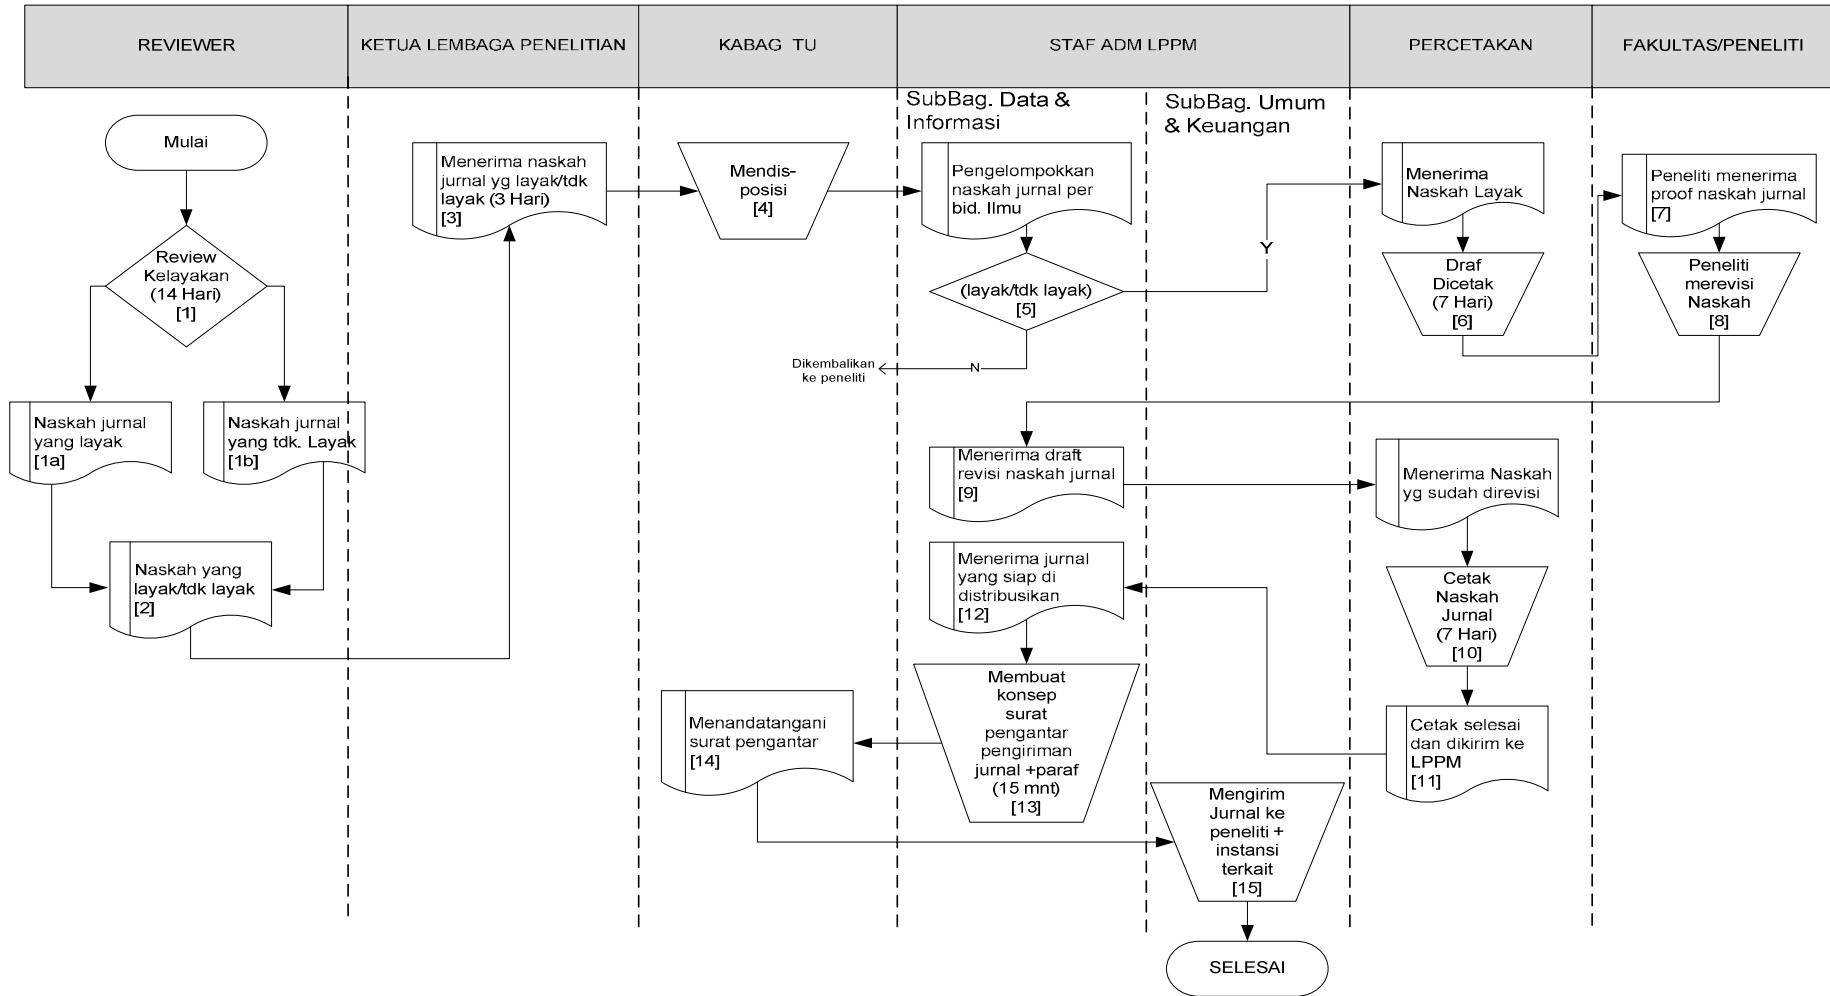 REVIEWER
KETUA LEMBAGA PENELITIAN
KABAG TU
STAF ADM LPPM
PERCETAKAN
FAKULTAS/PENELITI
SubBag. Data &
Informasi
SubBag. Umum
& Keuangan
Mulai
Review
Kelayakan
(14 Hari)
[1]
Naskah jurnal
yang layak
[1a]
Naskah jurnal
yang tdk. Layak
[1b]
Naskah yang
layak/tdk layak
[2]
Menerima naskah
jurnal yg layak/tdk
layak (3 Hari)
[3]
Mendis-
posisi
[4]
Pengelompokkan
naskah jurnal per
bid. Ilmu
(layak/tdk layak)
[5]
Y
N
Dikembalikan
ke peneliti
Menerima
Naskah Layak
Draf
Dicetak
(7 Hari)
[6]
Peneliti menerima
proof naskah jurnal
[7]
Peneliti
merevisi
Naskah
[8]
Menerima draft
revisi naskah jurnal
[9]
Menerima Naskah
yg sudah direvisi
Cetak
Naskah
Jurnal
(7 Hari)
[10]
Cetak selesai
dan dikirim ke
LPPM
[11]
Menerima jurnal
yang siap di
distribusikan
[12]
Membuat
konsep
surat
pengantar
pengiriman
jurnal +paraf
(15 mnt)
[13]
Menandatangani
surat pengantar
[14]
Mengirim
Jurnal ke
peneliti +
instansi
terkait
[15]
SELESAI